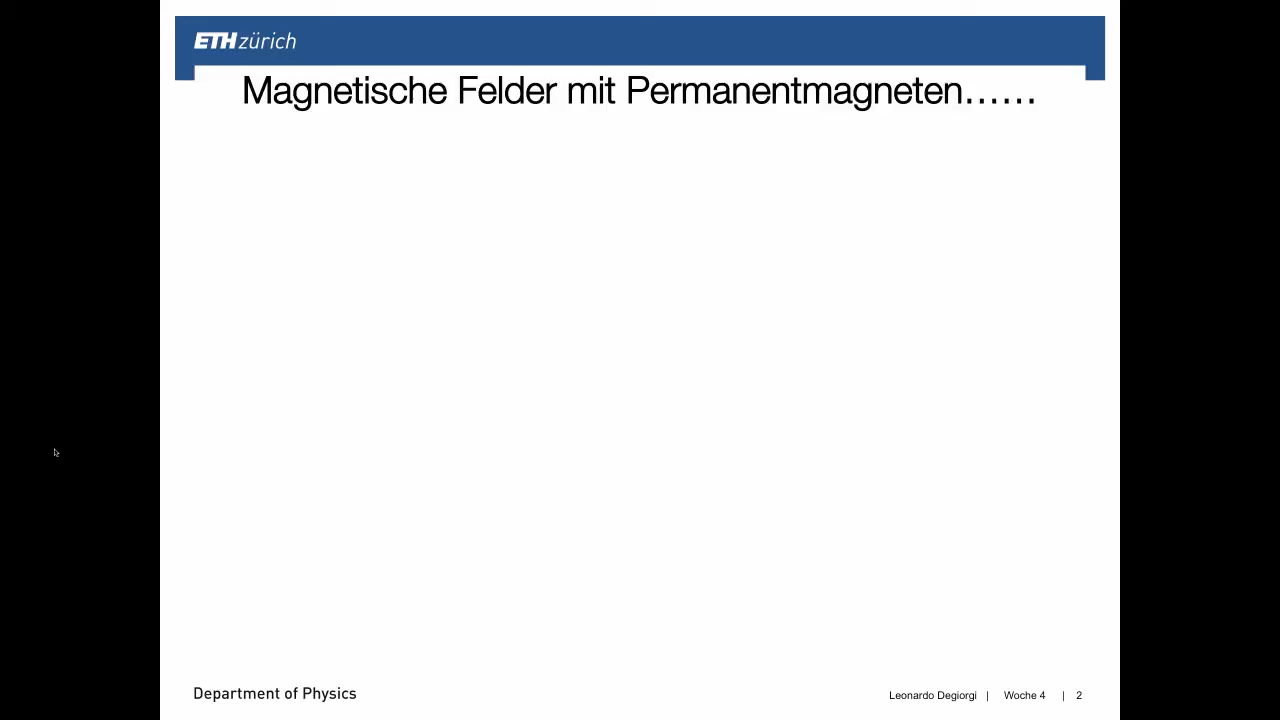 ETH zürich
Magnetische Felder mit Permanentmagneten……
Department of Physics
Leonardo Degiorgi | Woche 4 | 2